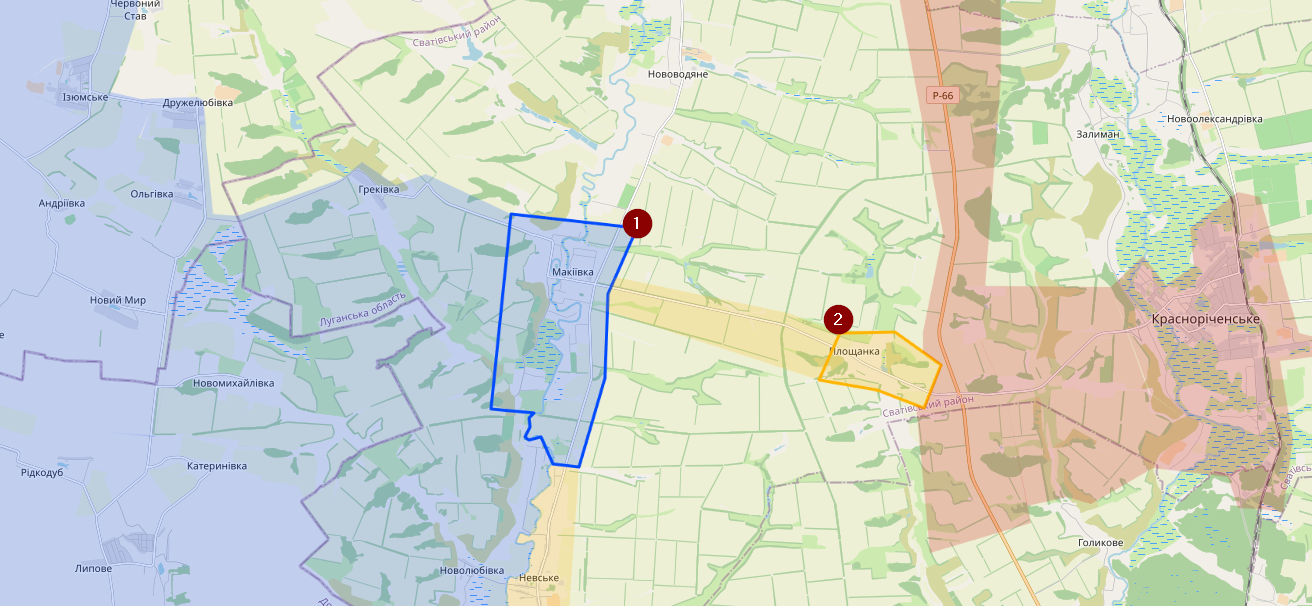 Червоний
Став
Сватівський район
Нововодяне
Ізюмське
Дружелюбівка
Р-66
Новоолександрівка
Залиман
Греківка
Ольгівка
Андріївка
1
Макіївка
Новий Мир
Луганська область
2
Красноріченське
Площанка
Новомихайлівка
Сватівський район
Катеринівка
Рідкодуб
Голикове
Липове
Новолюбівка
Невське